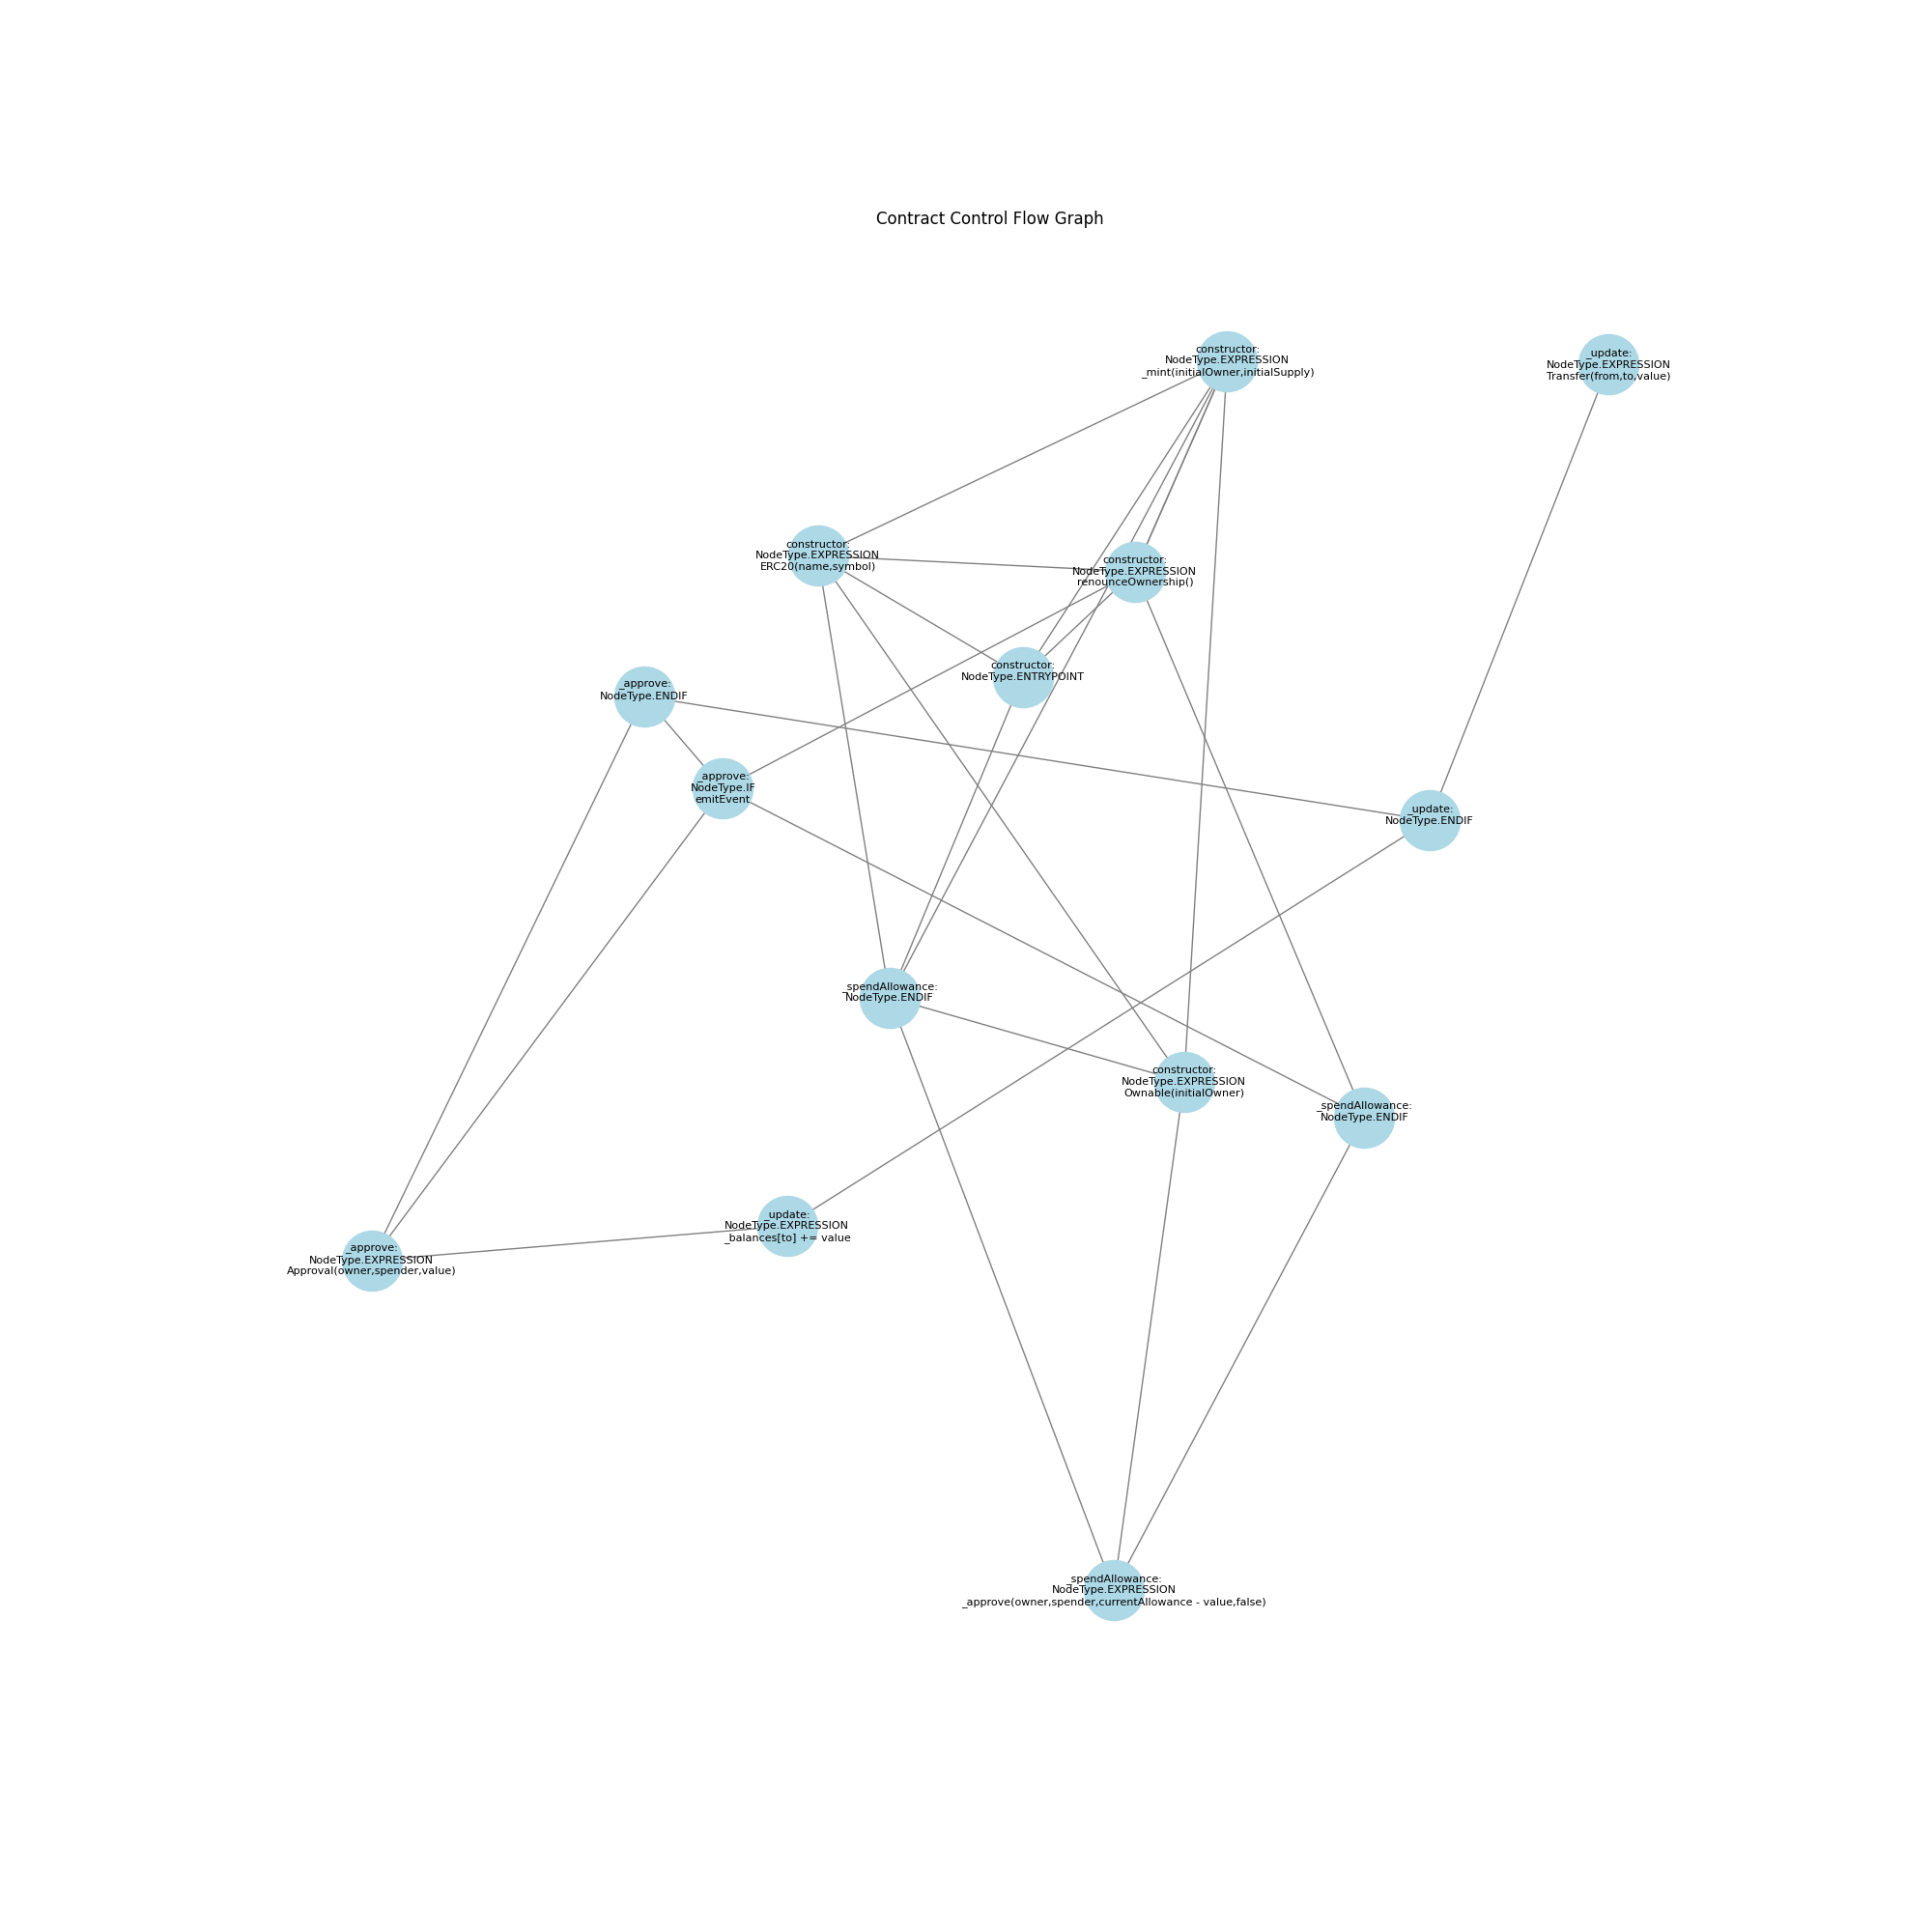 Contract Control Flow Graph
constructor:
NodeType.EXPRESSION
_mint(initialOwner,initialSupply)
_update:
NodeType.EXPRESSION
Transfer(from,to,value)
constructor:
NodeType.EXPRESSION
ERC20(name,symbol)
constructor:
NodeType.EXPRESSION
renounceOwnership()
constructor:
NodeType.ENTRYPOINT
_approve:
NodeType.ENDIF
_approve:
NodeType.IF
emitEvent
_update:
NodeType.ENDIF
_spendAllowance:
NodeType.ENDIF
constructor:
NodeType.EXPRESSION
Ownable(initialOwner)
_spendAllowance:
NodeType.ENDIF
_update:
NodeType.EXPRESSION
_balances[to] += value
_approve:
NodeType.EXPRESSION
Approval(owner,spender,value)
_spendAllowance:
NodeType.EXPRESSION
_approve(owner,spender,currentAllowance - value,false)